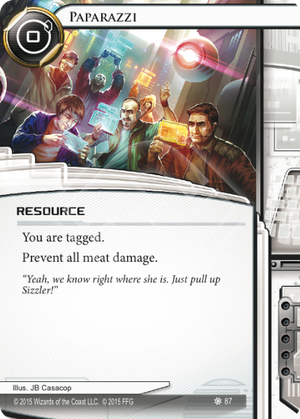 0
PAPARAZZI
RESOURCE
You are tagged.
Prevent all meat damage.
“Yeah, we know right where she is. Just pull up
Sizzler!”
Illus. JB Casacop
© 2015 Wizards of the Coast LLC. © 2015 FFG
87